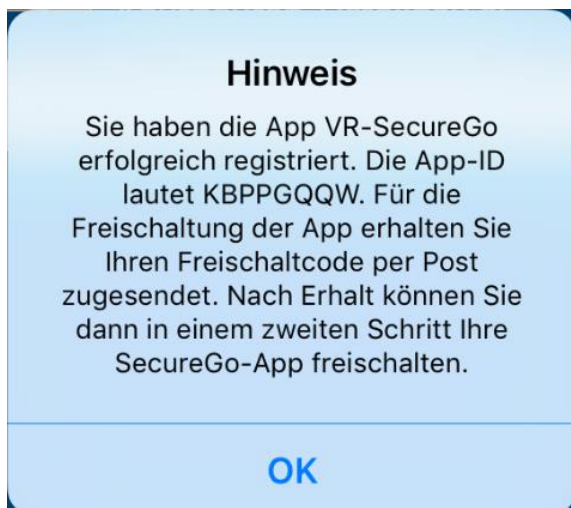 Hinweis
Sie haben die App VR-SecureGo
erfolgreich registriert. Die App-ID
lautet KBPPGQQW. Für die
Freischaltung der App erhalten Sie
Ihren Freischaltcode per Post
zugesendet. Nach Erhalt können Sie
dann in einem zweiten Schritt Ihre
SecureGo-App freischalten.
OK